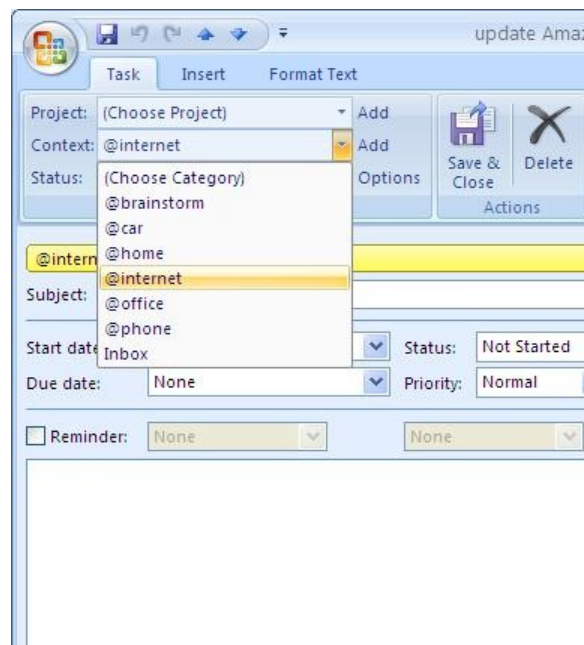 update Amaz
Task Insert Format Text
Project: (Choose Project) Add
Context: @internet Add
Status: Options
(Choose Category)
@brainstorm
@car
@home
@internet
@office
@phone
Inbox
Save & Close
Delete
Actions
@intern
Subject:
Start date
Status: Not Started
Due date: None
Priority: Normal
Reminder: None None